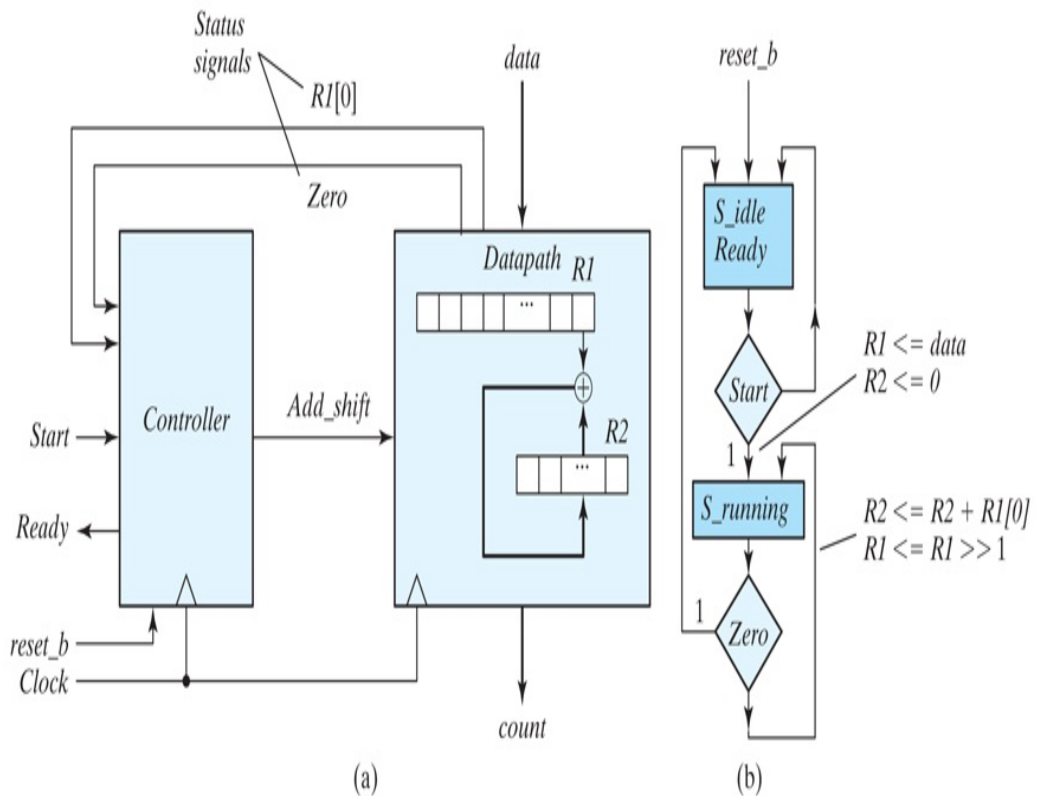 Status
signals
R1[0]
Zero
data
Datapath
R1
...
R2
...
Controller
Add_shift
Start
Ready
reset_b
Clock
count
(a)
reset_b
S_idle
Ready
Start
R1 <= data
R2 <= 0
1
S_running
R2 <= R2 + R1[0]
R1 <= R1 >> 1
1
Zero
(b)